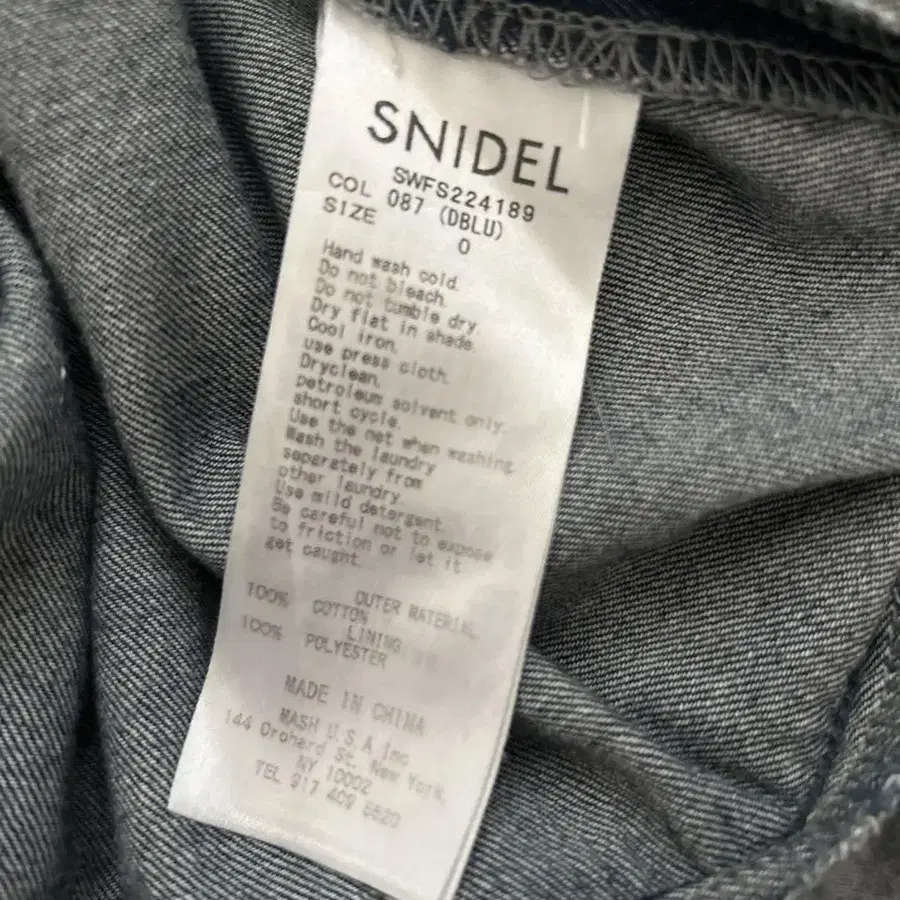 SNIDEL
SWFS224189
COL 087 (DBLU)
SIZE 0
Hand wash cold.
Do not bleach.
Do not tumble dry.
Dry flat in shade.
Cool iron,
use press cloth.
Dryclean,
petroleum solvent only,
short cycle.
Use the net when washing.
Wash the laundry
separately from
other laundry.
Use mild detergent.
Be careful not to expose
to friction or let it
get caught.
OUTER MATERIAL
100% COTTON
LINING
100% POLYESTER
MADE IN CHINA
MASH U.S.A Inc
144 Orchard St. New York,
NY 10002
TEL 917 409 5620